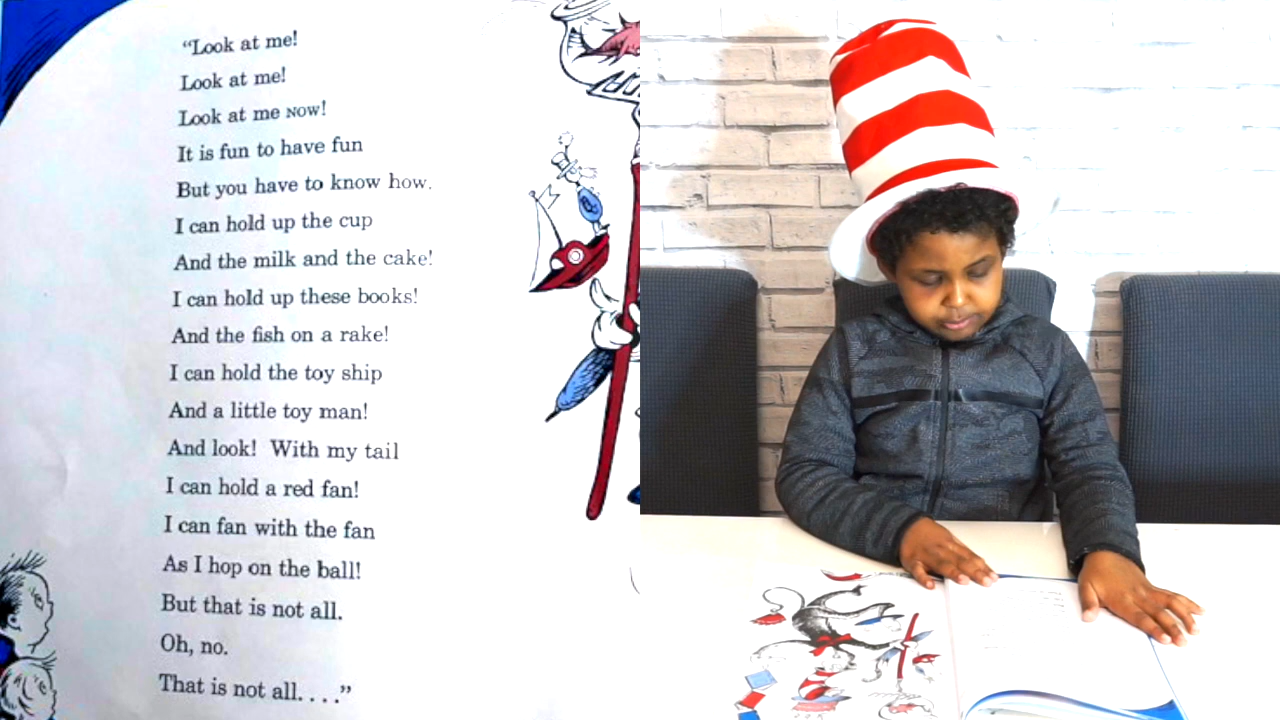 “Look at me!
Look at me!
Look at me NOW!
It is fun to have fun
But you have to know how.
I can hold up the cup
And the milk and the cake!
I can hold up these books!
And the fish on a rake!
I can hold the toy ship
And a little toy man!
And look!  With my tail
I can hold a red fan!
I can fan with the fan
As I hop on the ball!
But that is not all.
Oh, no.
That is not all. . . .”